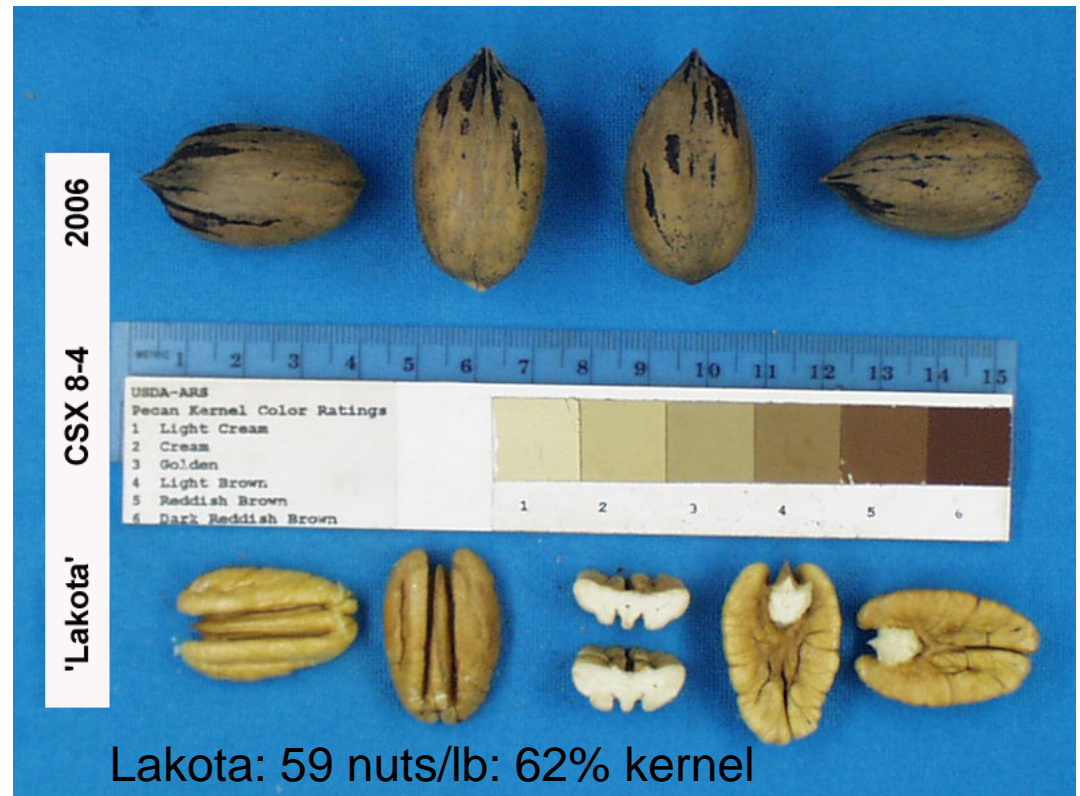 'Lakota' CSX 8-4 2006
METRIC 1 2 3 4 5 6 7 8 9 10 11 12 13 14 15
USDA-ARS
Pecan Kernel Color Ratings
1 Light Cream
2 Cream
3 Golden
4 Light Brown
5 Reddish Brown
6 Dark Reddish Brown
1 2 3 4 5 6
Lakota: 59 nuts/lb: 62% kernel